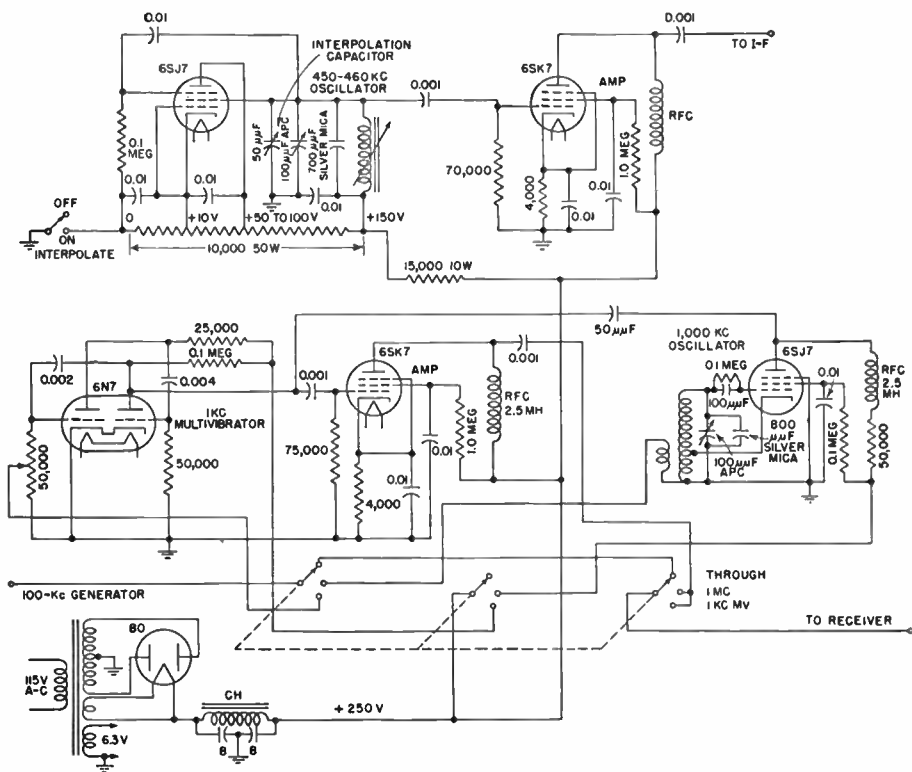 0.01
0.001
TO I-F
INTERPOLATION
CAPACITOR
6SJ7
450-460 KC
OSCILLATOR
0.001
6SK7
AMP
RFC
0.1
MEG
50 µµF
100 µµF APC
700 µµF
SILVER MICA
70,000
1.0 MEG
0.01
0.01
0.01
4,000
0.01
0.01
OFF
ON
INTERPOLATE
0
+10V
+50 TO 100V
+150V
10,000 50W
15,000 10W
50 µµF
25,000
0.1 MEG
0.002
6N7
0.004
1KC
MULTIVIBRATOR
50,000
50,000
0.001
6SK7
AMP
75,000
4,000
0.01
0.01
1.0 MEG
RFC
2.5 MH
0.001
1,000 KC
OSCILLATOR
6SJ7
0.1 MEG
100 µµF
800
µµF
SILVER
MICA
100 µµF
APC
0.01
0.1 MEG
RFC
2.5
MH
50,000
100-Kc GENERATOR
THROUGH
1 MC
1 KC MV
TO RECEIVER
80
115V
A-C
6.3V
CH
8
8
+250V